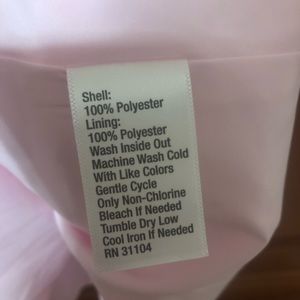 Shell:
100% Polyester
Lining:
100% Polyester
Wash Inside Out
Machine Wash Cold
With Like Colors
Gentle Cycle
Only Non-Chlorine
Bleach If Needed
Tumble Dry Low
Cool Iron If Needed
RN 31104